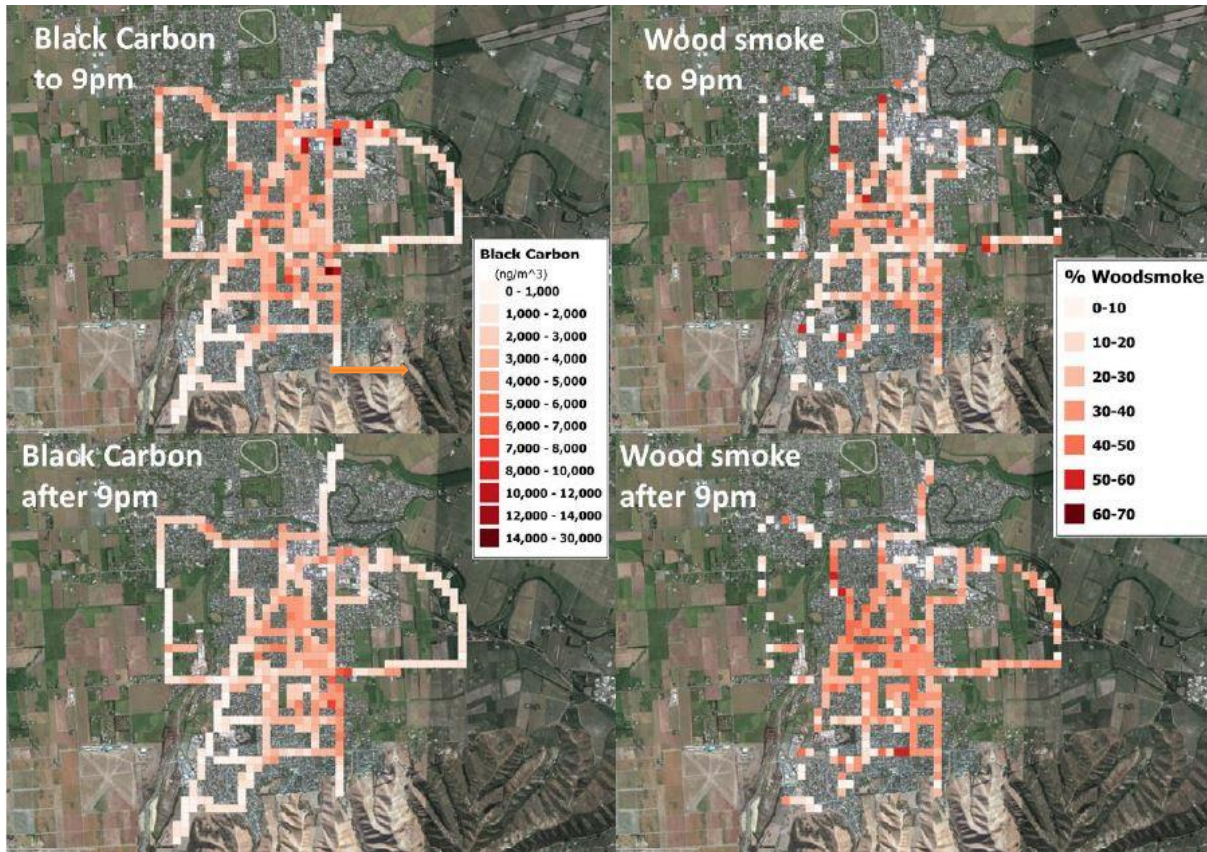 Black Carbon
to 9pm
Wood smoke
to 9pm
Black Carbon
(ng/m^3)
0 - 1,000
1,000 - 2,000
2,000 - 3,000
3,000 - 4,000
4,000 - 5,000
5,000 - 6,000
6,000 - 7,000
7,000 - 8,000
8,000 - 10,000
10,000 - 12,000
12,000 - 14,000
14,000 - 30,000
% Woodsmoke
0-10
10-20
20-30
30-40
40-50
50-60
60-70
Black Carbon
after 9pm
Wood smoke
after 9pm